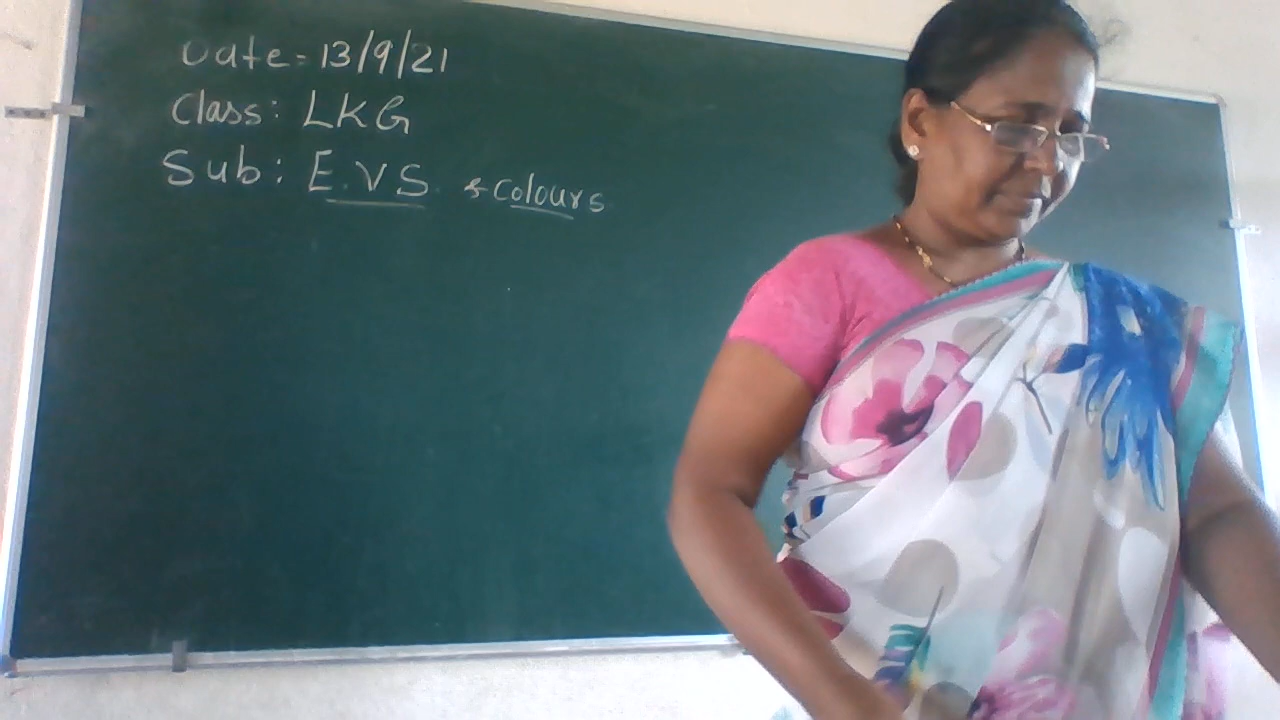 Date = 13/9/21
Class: LKG
Sub: E.V.S. * Colours